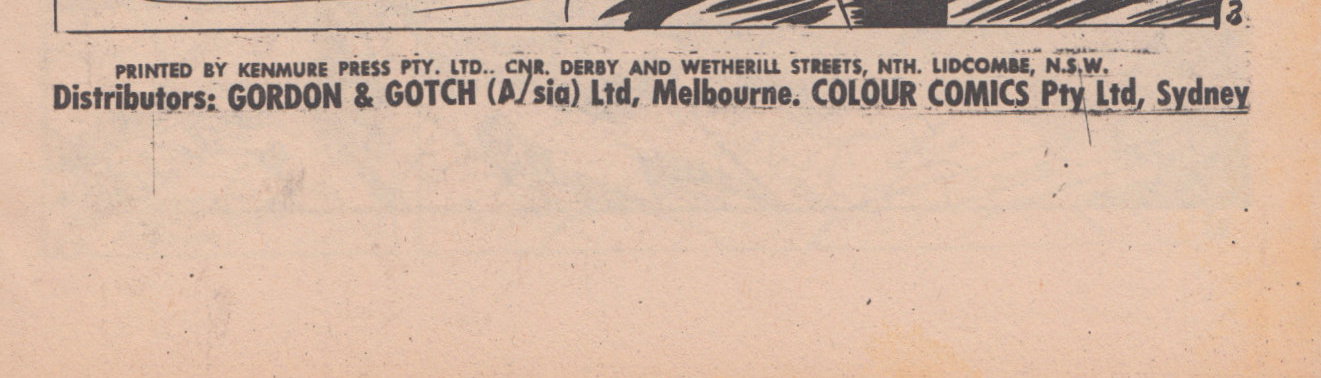 8
PRINTED BY KENMURE PRESS PTY. LTD.. CNR. DERBY AND WETHERILL STREETS, NTH. LIDCOMBE, N.S.W.
Distributors: GORDON & GOTCH (A/sia) Ltd, Melbourne. COLOUR COMICS Pty Ltd, Sydney